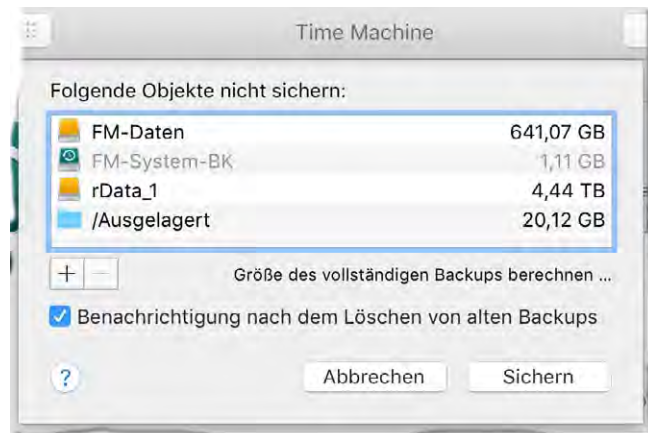 Time Machine
Folgende Objekte nicht sichern:
FM-Daten 641,07 GB
FM-System-BK 1,11 GB
rData_1 4,44 TB
/Ausgelagert 20,12 GB
+ − Größe des vollständigen Backups berechnen ...
Benachrichtigung nach dem Löschen von alten Backups
? Abbrechen Sichern